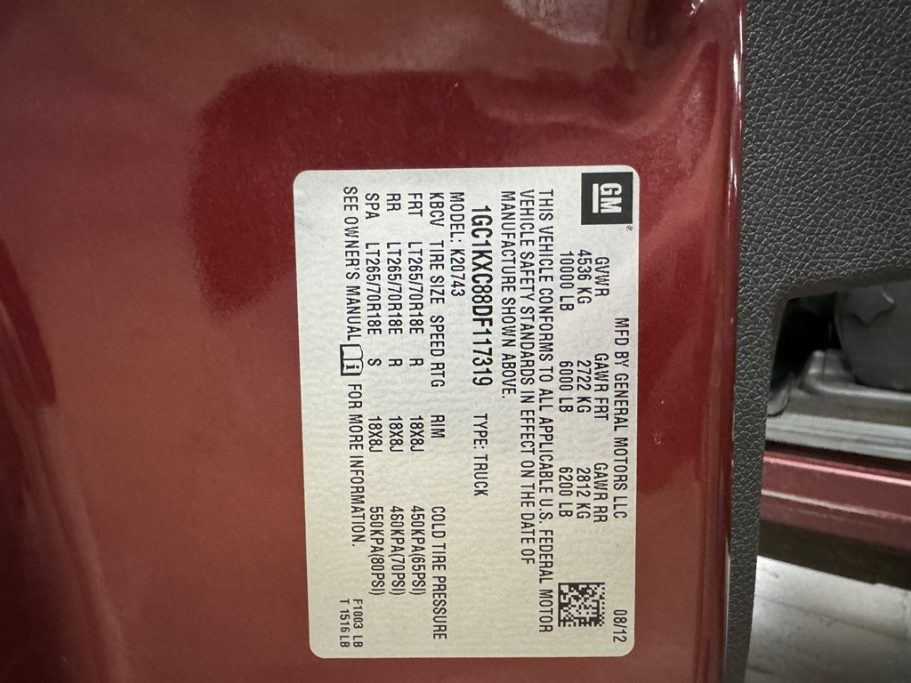 MFD BY GENERAL MOTORS LLC 08/12
GM®
GVWR GAWR FRT GAWR RR
4536 KG 2722 KG 2812 KG
10000 LB 6000 LB 6200 LB
THIS VEHICLE CONFORMS TO ALL APPLICABLE U.S. FEDERAL MOTOR
VEHICLE SAFETY STANDARDS IN EFFECT ON THE DATE OF
MANUFACTURE SHOWN ABOVE.
1GC1KXC88DF117319 TYPE: TRUCK
MODEL: K20743
KBCV TIRE SIZE SPEED RTG RIM COLD TIRE PRESSURE
FRT LT265/70R18E R 18X8J 450KPA(65PSI)
RR LT265/70R18E R 18X8J 460KPA(70PSI)
SPA LT265/70R18E S 18X8J 550KPA(80PSI)
SEE OWNER'S MANUAL i FOR MORE INFORMATION.
F1003 LB
T 1516 LB